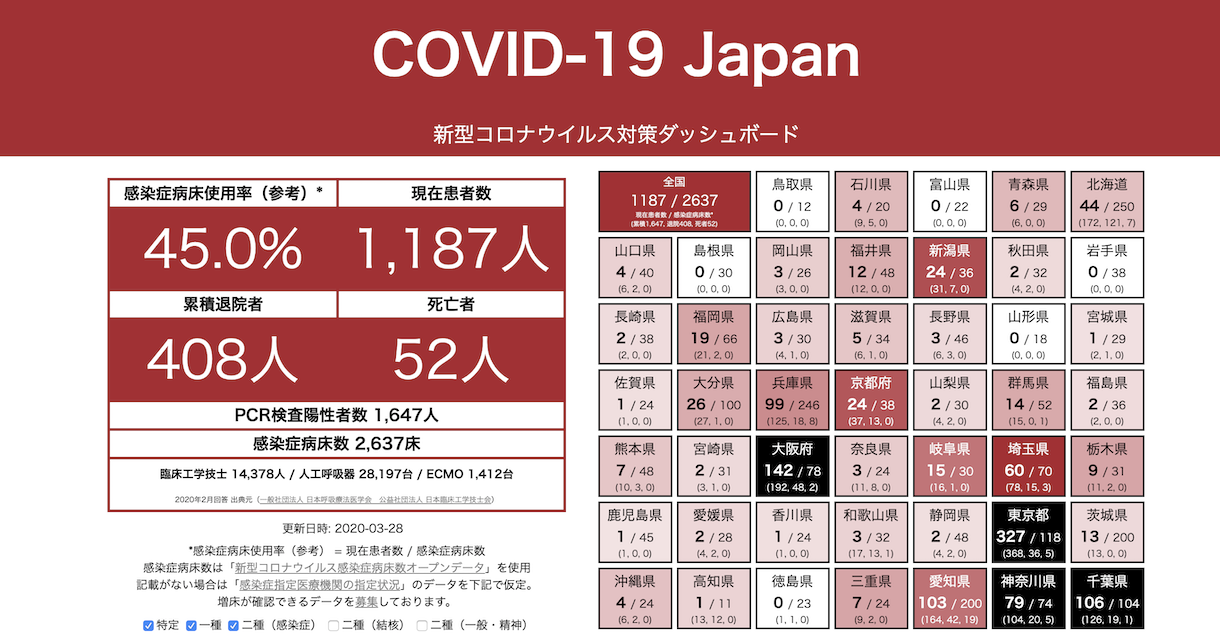 COVID-19 Japan
新型コロナウイルス対策ダッシュボード
感染症病床使用率（参考）* 現在患者数
45.0% 1,187人
累積退院者 死亡者
408人 52人
PCR検査陽性者数 1,647人
感染症病床数 2,637床
臨床工学技士 14,378人 / 人工呼吸器 28,197台 / ECMO 1,412台
2020年2月回答 出典元（一般社団法人 日本呼吸療法医学会　公益社団法人 日本臨床工学技士会）
更新日時: 2020-03-28
*感染症病床使用率（参考） = 現在患者数 / 感染症病床数
感染症病床数は「新型コロナウイルス感染症病床数オープンデータ」を使用
記載がない場合は「感染症指定医療機関の指定状況」のデータを下記で仮定。
増床が確認できるデータを募集しております。
特定 一種 二種（感染症） 二種（結核） 二種（一般・精神）
全国
1187 / 2637
現在患者数 / 感染症病床数*
(累積1,647, 退院408, 死者52)
鳥取県
0 / 12
(0, 0, 0)
石川県
4 / 20
(9, 5, 0)
富山県
0 / 22
(0, 0, 0)
青森県
6 / 29
(6, 0, 0)
北海道
44 / 250
(172, 121, 7)
山口県
4 / 40
(6, 2, 0)
島根県
0 / 30
(0, 0, 0)
岡山県
3 / 26
(3, 0, 0)
福井県
12 / 48
(12, 0, 0)
新潟県
24 / 36
(31, 7, 0)
秋田県
2 / 32
(4, 2, 0)
岩手県
0 / 38
(0, 0, 0)
長崎県
2 / 38
(2, 0, 0)
福岡県
19 / 66
(21, 2, 0)
広島県
3 / 30
(4, 1, 0)
滋賀県
5 / 34
(6, 1, 0)
長野県
3 / 46
(6, 3, 0)
山形県
0 / 18
(0, 0, 0)
宮城県
1 / 29
(2, 1, 0)
佐賀県
1 / 24
(1, 0, 0)
大分県
26 / 100
(27, 1, 0)
兵庫県
99 / 246
(125, 18, 8)
京都府
24 / 38
(37, 13, 0)
山梨県
2 / 30
(4, 2, 0)
群馬県
14 / 52
(15, 0, 1)
福島県
2 / 36
(2, 0, 0)
熊本県
7 / 48
(10, 3, 0)
宮崎県
2 / 31
(3, 1, 0)
大阪府
142 / 78
(192, 48, 2)
奈良県
3 / 24
(11, 8, 0)
岐阜県
15 / 30
(16, 1, 0)
埼玉県
60 / 70
(78, 15, 3)
栃木県
9 / 31
(11, 2, 0)
鹿児島県
1 / 45
(1, 0, 0)
愛媛県
2 / 28
(4, 2, 0)
香川県
1 / 24
(1, 0, 0)
和歌山県
3 / 32
(17, 13, 1)
静岡県
2 / 48
(4, 2, 0)
東京都
327 / 118
(368, 36, 5)
茨城県
13 / 200
(13, 0, 0)
沖縄県
4 / 24
(6, 2, 0)
高知県
1 / 11
(13, 12, 0)
徳島県
0 / 23
(1, 1, 0)
三重県
7 / 24
(9, 2, 0)
愛知県
103 / 200
(164, 42, 19)
神奈川県
79 / 74
(104, 20, 5)
千葉県
106 / 104
(126, 19, 1)